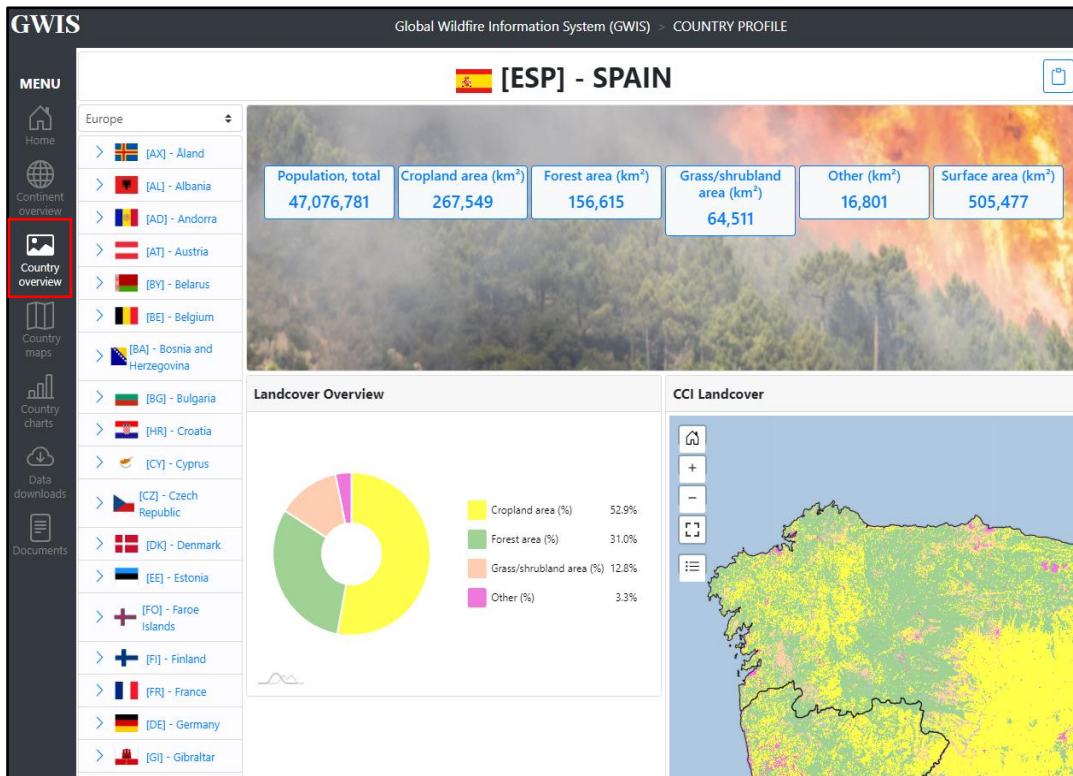 GWIS
Global Wildfire Information System (GWIS) > COUNTRY PROFILE
MENU
Home
Continent
overview
Country
overview
Country
maps
Country
charts
Data
downloads
Documents
[ESP] - SPAIN
Europe
[AX] - Åland
[AL] - Albania
[AD] - Andorra
[AT] - Austria
[BY] - Belarus
[BE] - Belgium
[BA] - Bosnia and
Herzegovina
[BG] - Bulgaria
[HR] - Croatia
[CY] - Cyprus
[CZ] - Czech
Republic
[DK] - Denmark
[EE] - Estonia
[FO] - Faroe
Islands
[FI] - Finland
[FR] - France
[DE] - Germany
[GI] - Gibraltar
Population, total
47,076,781
Cropland area (km²)
267,549
Forest area (km²)
156,615
Grass/shrubland
area (km²)
64,511
Other (km²)
16,801
Surface area (km²)
505,477
Landcover Overview
Cropland area (%) 52.9%
Forest area (%) 31.0%
Grass/shrubland area (%) 12.8%
Other (%) 3.3%
CCI Landcover
+
−